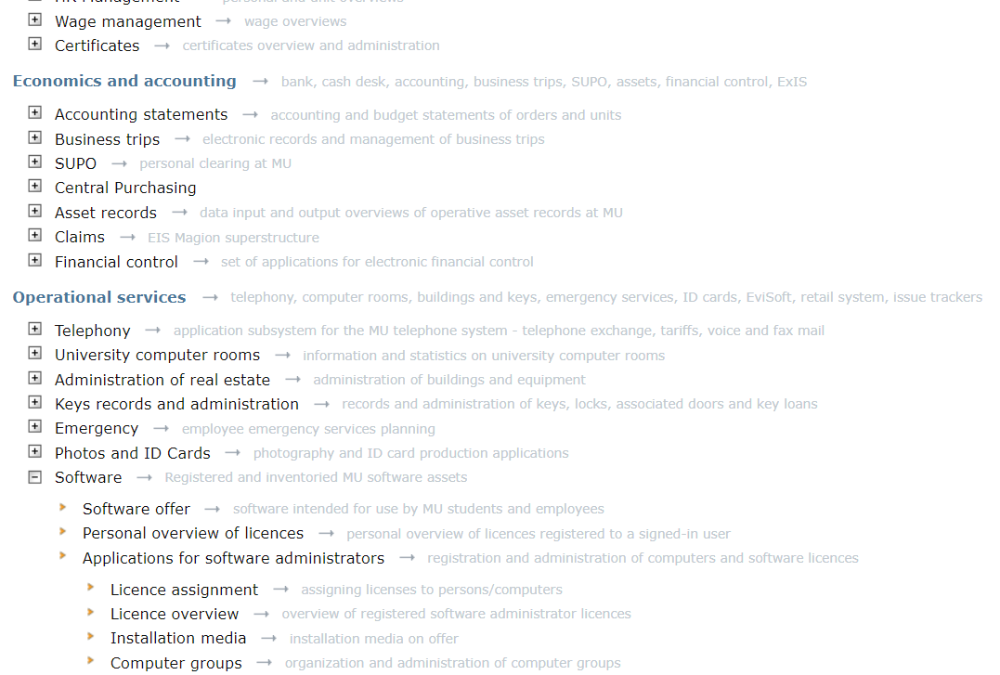 HR Management → personal and unit overviews
Wage management → wage overviews
Certificates → certificates overview and administration
Economics and accounting → bank, cash desk, accounting, business trips, SUPO, assets, financial control, ExIS
Accounting statements → accounting and budget statements of orders and units
Business trips → electronic records and management of business trips
SUPO → personal clearing at MU
Central Purchasing
Asset records → data input and output overviews of operative asset records at MU
Claims → EIS Magion superstructure
Financial control → set of applications for electronic financial control
Operational services → telephony, computer rooms, buildings and keys, emergency services, ID cards, EviSoft, retail system, issue trackers
Telephony → application subsystem for the MU telephone system - telephone exchange, tariffs, voice and fax mail
University computer rooms → information and statistics on university computer rooms
Administration of real estate → administration of buildings and equipment
Keys records and administration → records and administration of keys, locks, associated doors and key loans
Emergency → employee emergency services planning
Photos and ID Cards → photography and ID card production applications
Software → Registered and inventoried MU software assets
Software offer → software intended for use by MU students and employees
Personal overview of licences → personal overview of licences registered to a signed-in user
Applications for software administrators → registration and administration of computers and software licences
Licence assignment → assigning licenses to persons/computers
Licence overview → overview of registered software administrator licences
Installation media → installation media on offer
Computer groups → organization and administration of computer groups